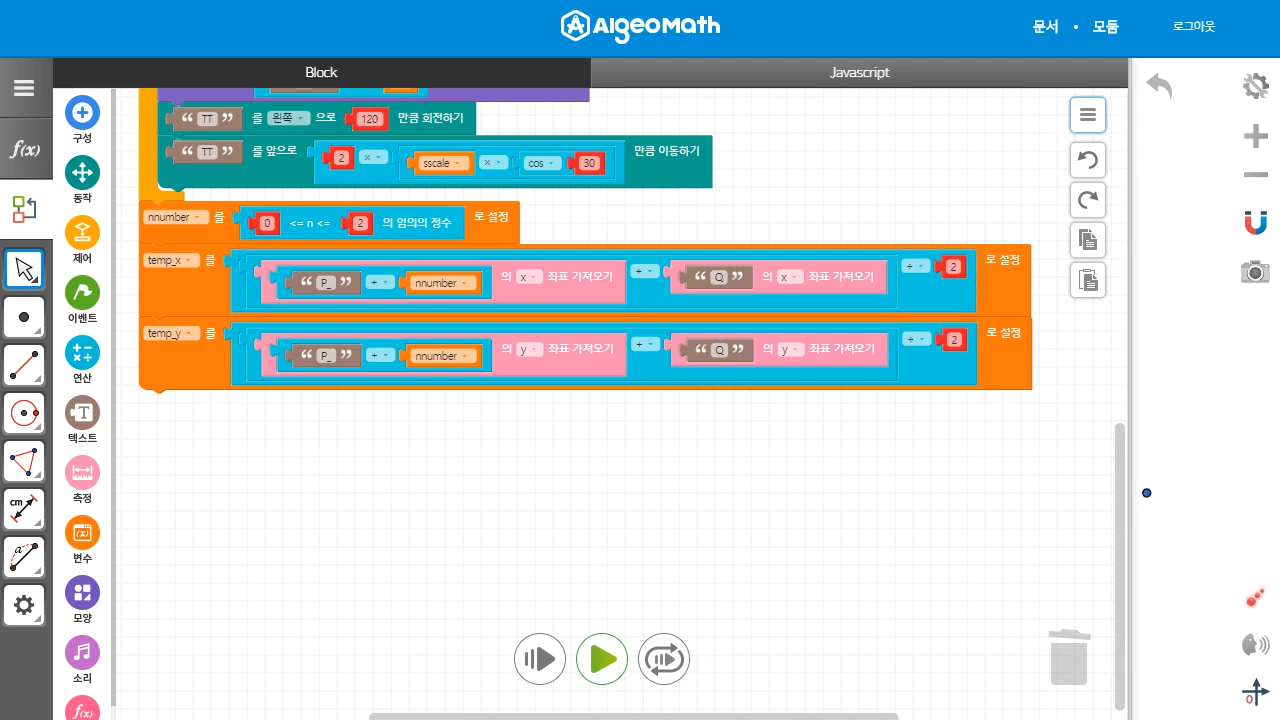 AlgeoMath
문서 • 모둠
로그아웃
Block
Javascript
f(x)
구성
동작
제어
이벤트
연산
텍스트
측정
변수
모양
소리
f(x)
cm
a
“ TT ” 를 왼쪽 으로 120 만큼 회전하기
“ TT ” 를 앞으로 2 × sscale × cos 30 만큼 이동하기
nnumber 를 0 <= n <= 2 의 임의의 정수 로 설정
temp_x 를 “ P_ ” + nnumber 의 x 좌표 가져오기 + “ Q ” 의 x 좌표 가져오기 ÷ 2 로 설정
temp_y 를 “ P_ ” + nnumber 의 y 좌표 가져오기 + “ Q ” 의 y 좌표 가져오기 ÷ 2 로 설정
0